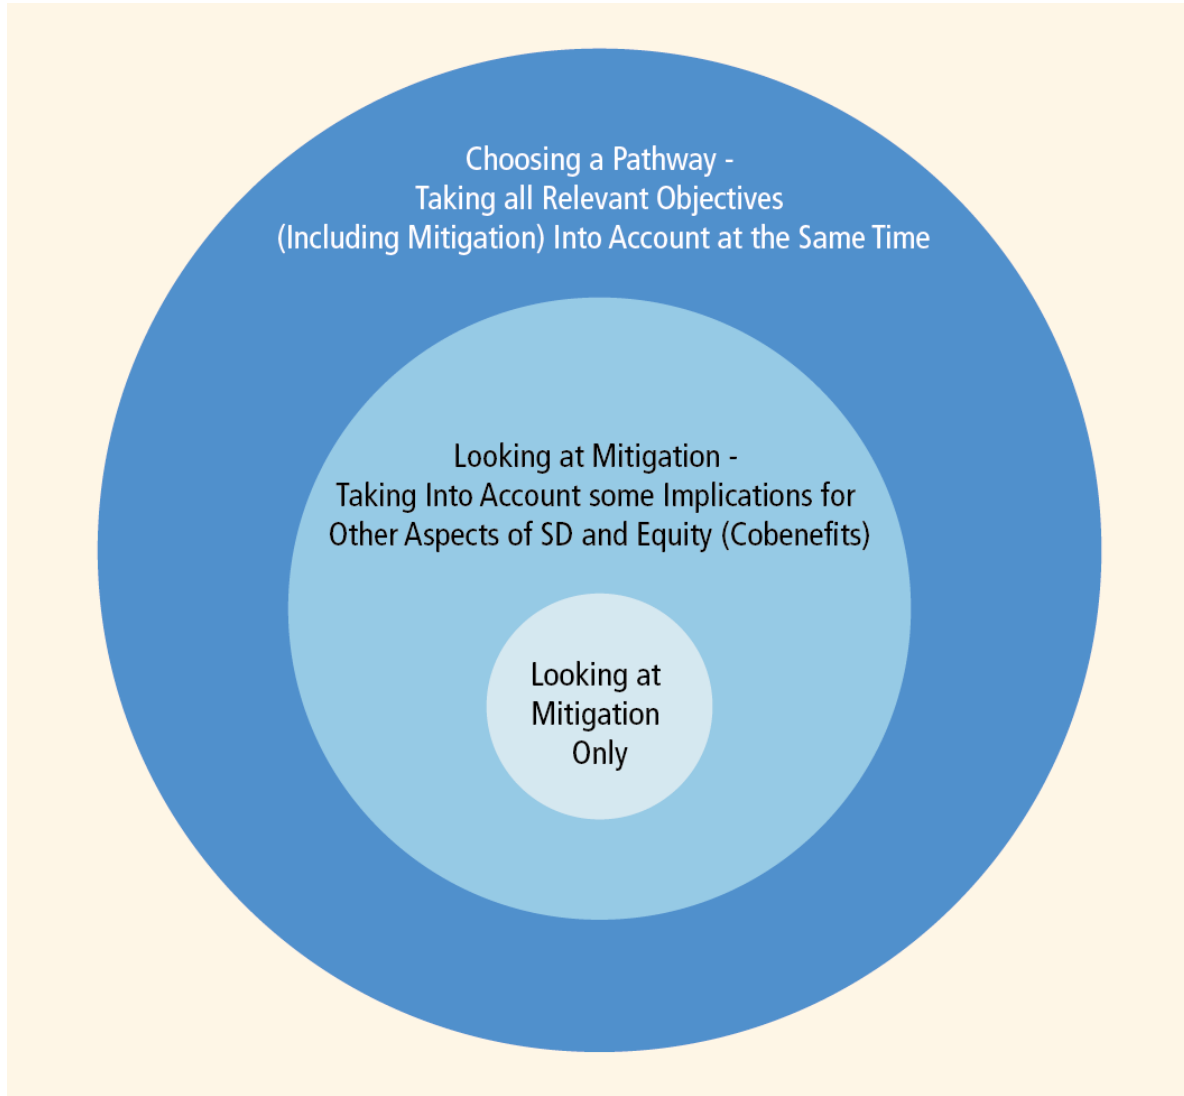 Choosing a Pathway -
Taking all Relevant Objectives
(Including Mitigation) Into Account at the Same Time
Looking at Mitigation -
Taking Into Account some Implications for
Other Aspects of SD and Equity (Cobenefits)
Looking at
Mitigation
Only